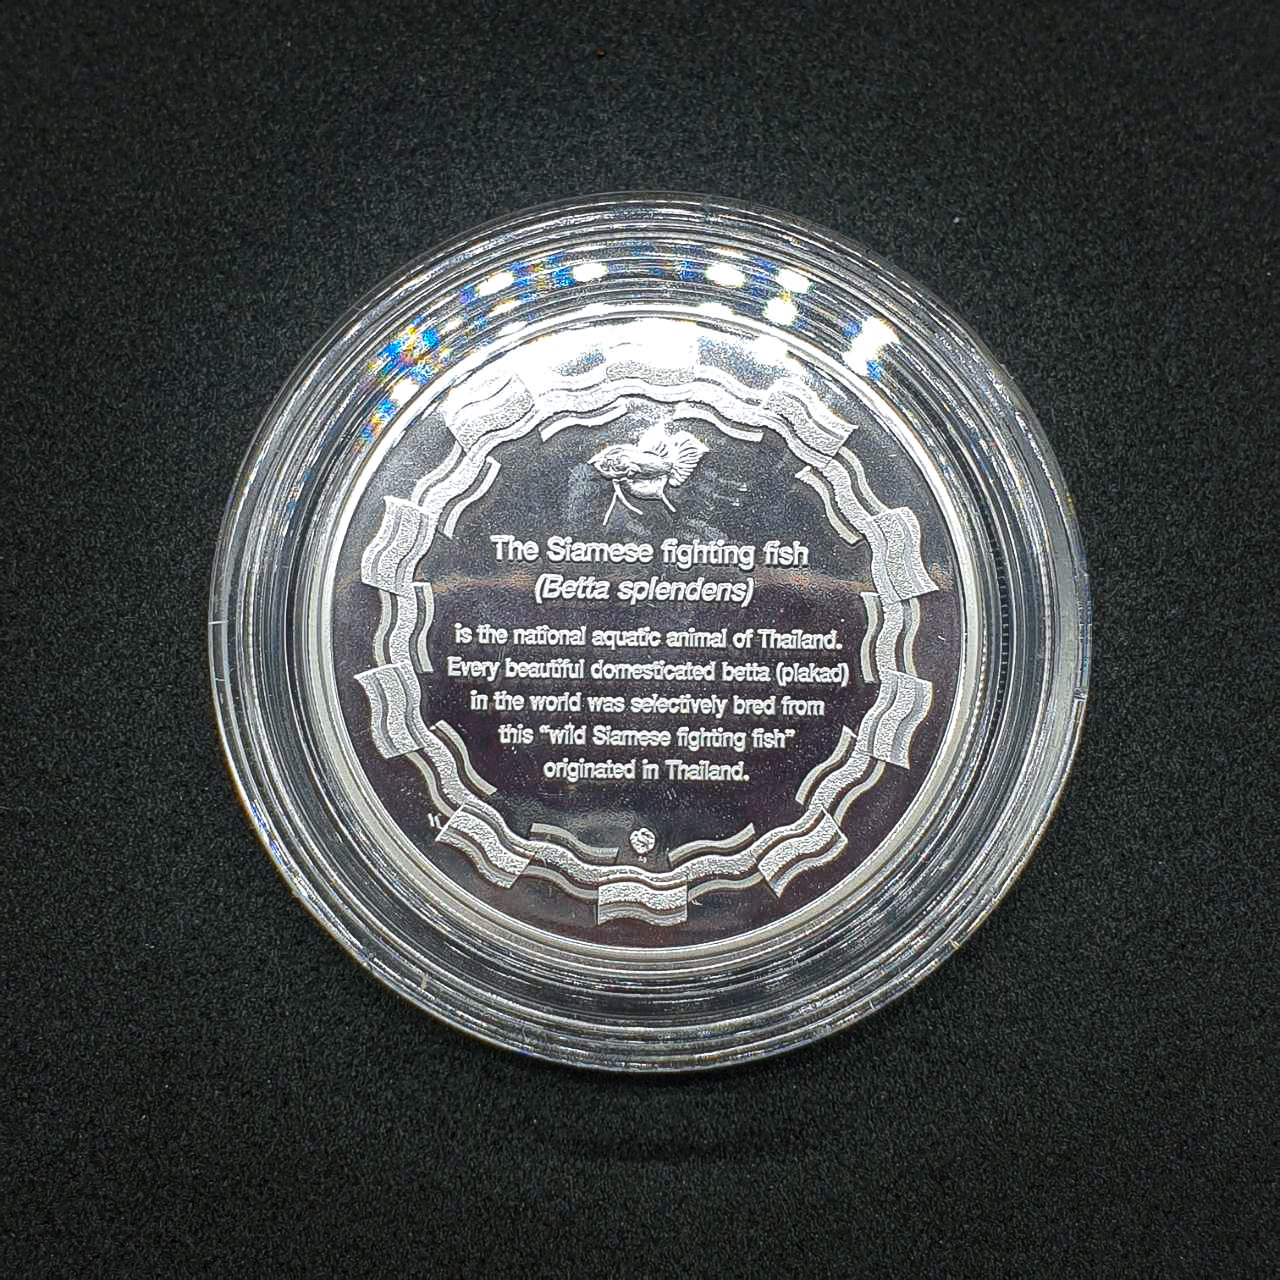 The Siamese fighting fish
(Betta splendens)
is the national aquatic animal of Thailand.
Every beautiful domesticated betta (plakad)
in the world was selectively bred from
this “wild Siamese fighting fish”
originated in Thailand.